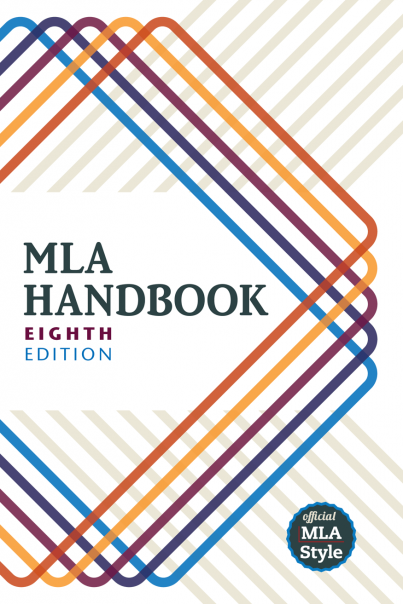 MLA
HANDBOOK
EIGHTH
EDITION
official
MLA
Style